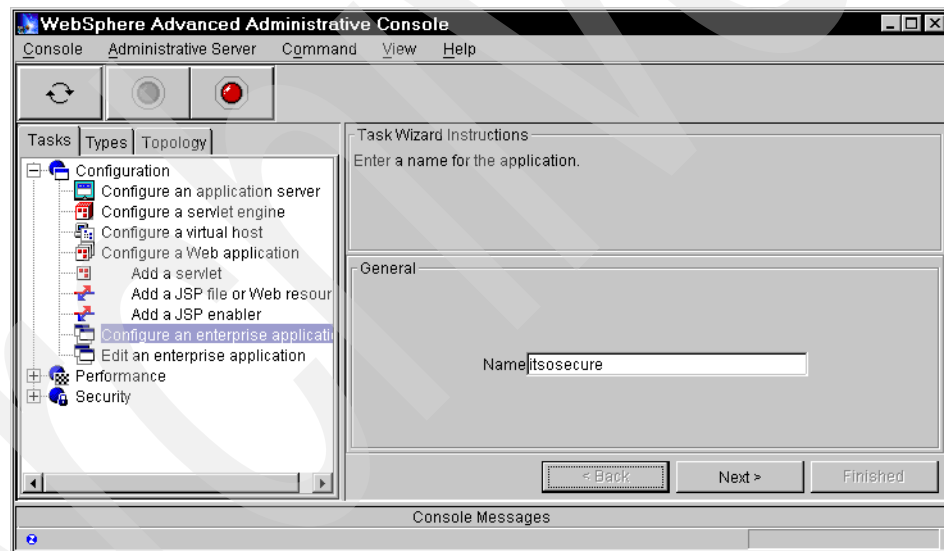 WebSphere Advanced Administrative Console
Console Administrative Server Command View Help
Tasks Types Topology
Configuration
Configure an application server
Configure a servlet engine
Configure a virtual host
Configure a Web application
Add a servlet
Add a JSP file or Web resour
Add a JSP enabler
Configure an enterprise applicati
Edit an enterprise application
Performance
Security
Task Wizard Instructions
Enter a name for the application.
General
Name itsosecure
< Back Next > Finished
Console Messages